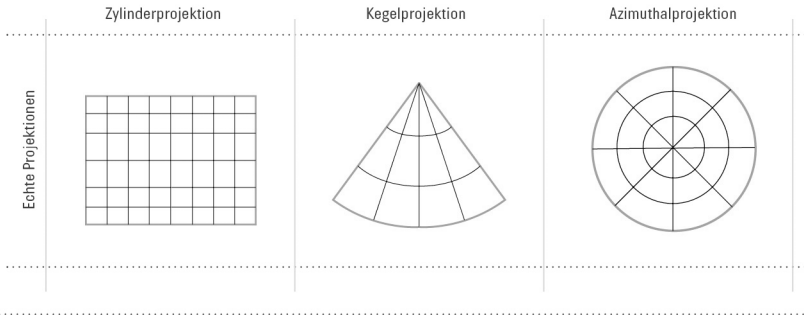 Zylinderprojektion
Kegelprojektion
Azimuthalprojektion
Echte Projektionen